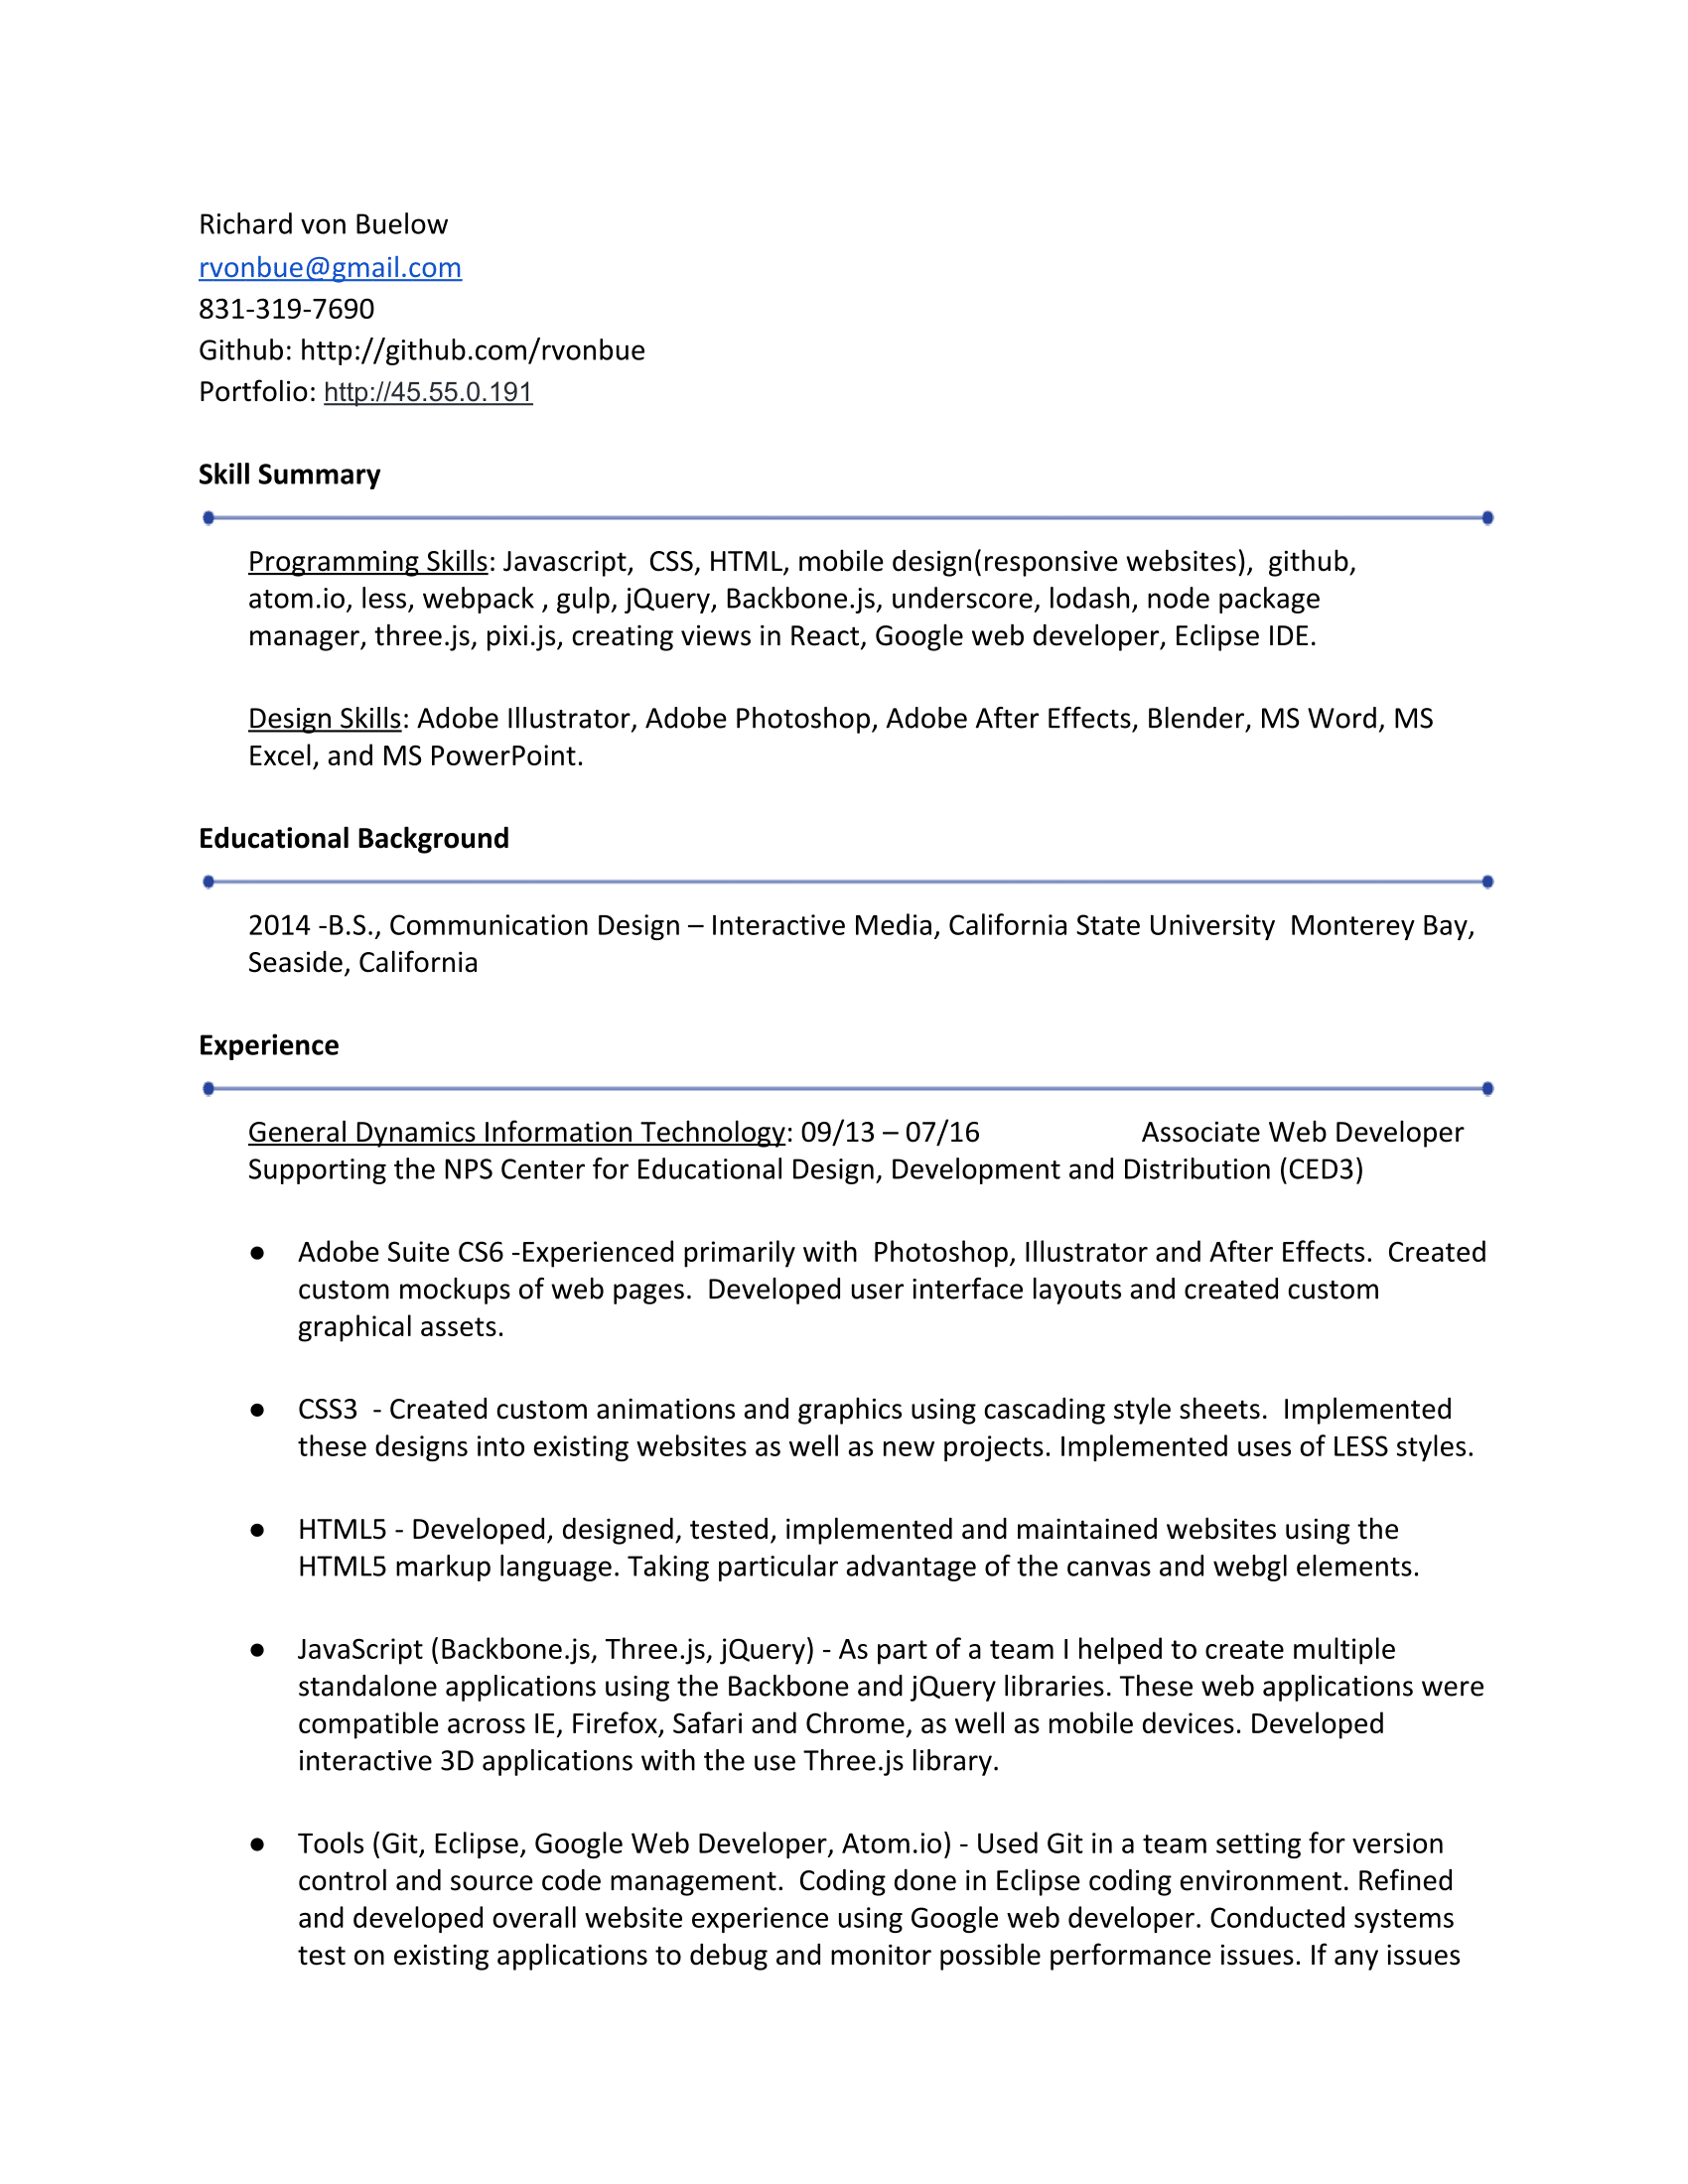 Richard von Buelow
rvonbue@gmail.com
831-319-7690
Github: http://github.com/rvonbue
Portfolio: http://45.55.0.191
Skill Summary
Programming Skills: Javascript,  CSS, HTML, mobile design(responsive websites),  github,
atom.io, less, webpack , gulp, jQuery, Backbone.js, underscore, lodash, node package
manager, three.js, pixi.js, creating views in React, Google web developer, Eclipse IDE.
Design Skills: Adobe Illustrator, Adobe Photoshop, Adobe After Effects, Blender, MS Word, MS
Excel, and MS PowerPoint.
Educational Background
2014 -B.S., Communication Design – Interactive Media, California State University  Monterey Bay,
Seaside, California
Experience
General Dynamics Information Technology: 09/13 – 07/16 Associate Web Developer
Supporting the NPS Center for Educational Design, Development and Distribution (CED3)
● Adobe Suite CS6 -Experienced primarily with  Photoshop, Illustrator and After Effects.  Created
custom mockups of web pages.  Developed user interface layouts and created custom
graphical assets.
● CSS3  - Created custom animations and graphics using cascading style sheets.  Implemented
these designs into existing websites as well as new projects. Implemented uses of LESS styles.
● HTML5 - Developed, designed, tested, implemented and maintained websites using the
HTML5 markup language. Taking particular advantage of the canvas and webgl elements.
● JavaScript (Backbone.js, Three.js, jQuery) - As part of a team I helped to create multiple
standalone applications using the Backbone and jQuery libraries. These web applications were
compatible across IE, Firefox, Safari and Chrome, as well as mobile devices. Developed
interactive 3D applications with the use Three.js library.
● Tools (Git, Eclipse, Google Web Developer, Atom.io) - Used Git in a team setting for version
control and source code management.  Coding done in Eclipse coding environment. Refined
and developed overall website experience using Google web developer. Conducted systems
test on existing applications to debug and monitor possible performance issues. If any issues